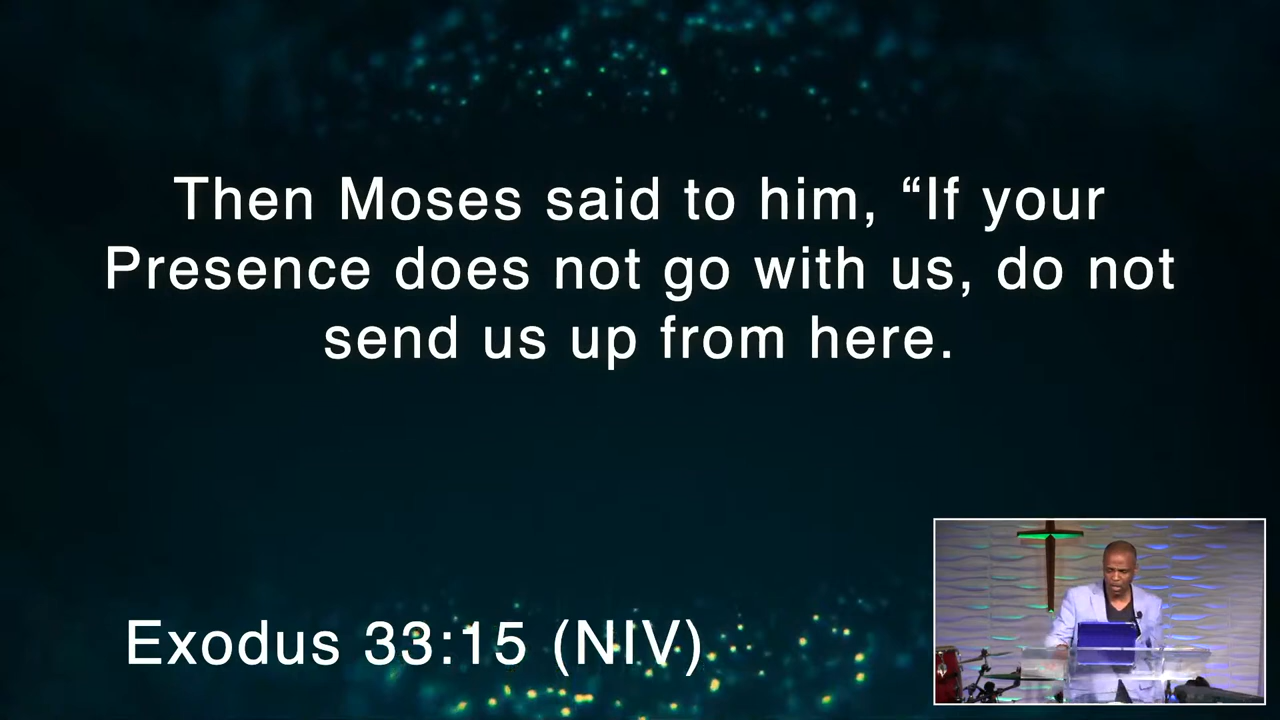 Then Moses said to him, “If your
Presence does not go with us, do not
send us up from here.
Exodus 33:15 (NIV)